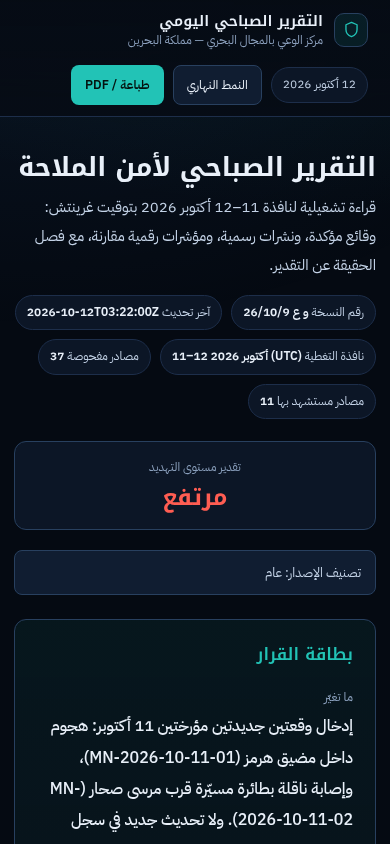 التقرير الصباحي اليومي
مركز الوعي بالمجال البحري — مملكة البحرين
12 أكتوبر 2026
النمط النهاري
طباعة / PDF
التقرير الصباحي لأمن الملاحة
قراءة تشغيلية لنافذة 11–12 أكتوبر 2026 بتوقيت غرينتش:
وقائع مؤكدة، ونشرات رسمية، ومؤشرات رقمية مقارنة، مع فصل
الحقيقة عن التقدير.
رقم النسخة و ع 26/10/9
آخر تحديث 2026-10-12T03:22:00Z
نافذة التغطية 11–12 أكتوبر 2026 (UTC)
مصادر مفحوصة 37
مصادر مستشهد بها 11
تقدير مستوى التهديد
مرتفع
تصنيف الإصدار: عام
بطاقة القرار
ما تغيّر
إدخال وقعتين جديدتين مؤرختين 11 أكتوبر: هجوم
داخل مضيق هرمز (MN-2026-10-11-01)،
وإصابة ناقلة بطائرة مسيّرة قرب مرسى صحار (MN-
2026-10-11-02). ولا تحديث جديد في سجل